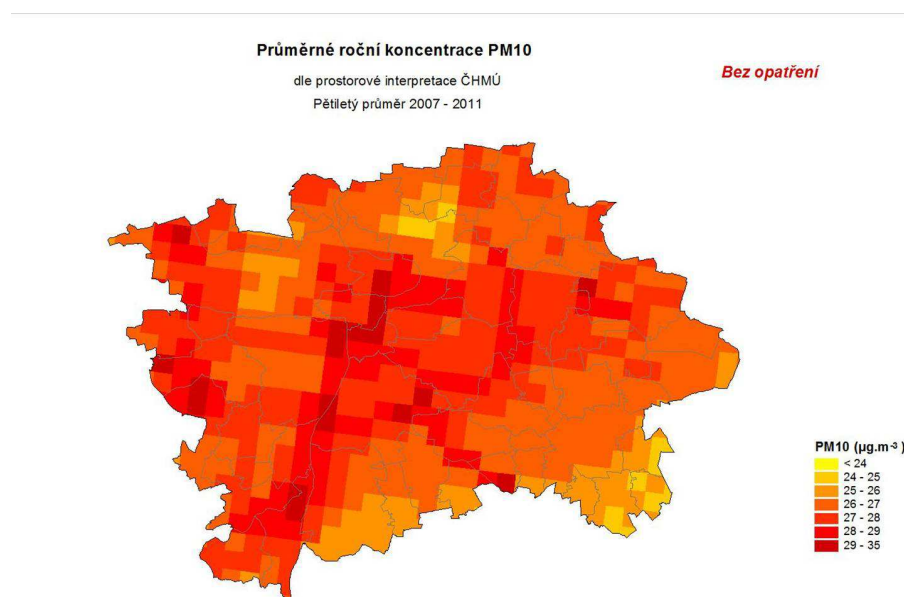 Průměrné roční koncentrace PM10
dle prostorové interpretace ČHMÚ
Pětiletý průměr 2007 - 2011
Bez opatření
PM10 (µg.m⁻³)
< 24
24 - 25
25 - 26
26 - 27
27 - 28
28 - 29
29 - 35